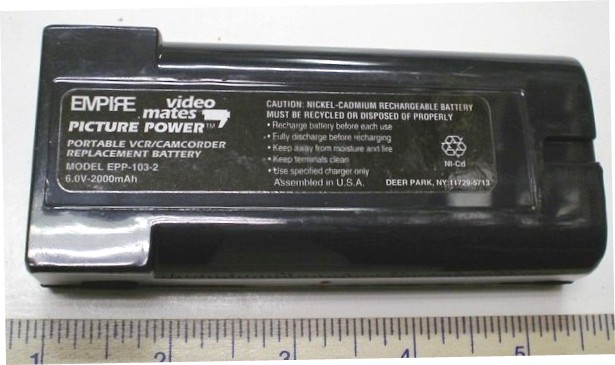 EMPIRE video mates
PICTURE POWER™
PORTABLE VCR/CAMCORDER
REPLACEMENT BATTERY
MODEL EPP-103-2
6.0V-2000mAh
CAUTION: NICKEL-CADMIUM RECHARGEABLE BATTERY
MUST BE RECYCLED OR DISPOSED OF PROPERLY
• Recharge battery before each use
• Fully discharge before recharging
• Keep away from moisture and fire
• Keep terminals clean
• Use specified charger only
Assembled in U.S.A.
Ni-Cd
DEER PARK, NY 11729-5713
1 2 3 4 5